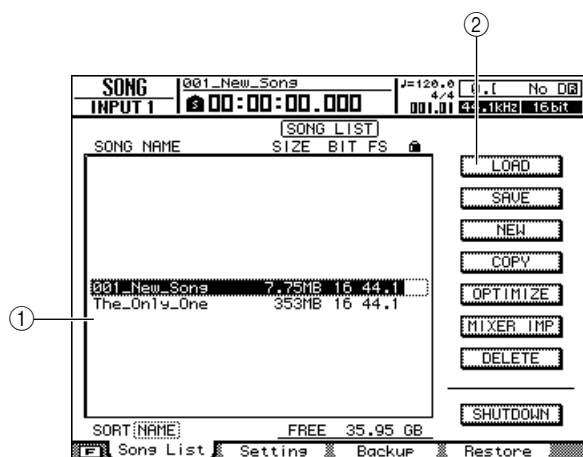 ②
SONG 001_New_Song J=120.0 4/4 No DR
INPUT 1 00:00:00.000 001.01 44.1kHz 16bit
SONG LIST
SONG NAME SIZE BIT FS
LOAD
SAVE
NEW
COPY
001_New_Song 7.75MB 16 44.1
OPTIMIZE
The_Only_One 353MB 16 44.1
①
MIXER IMP
DELETE
SHUTDOWN
SORT NAME FREE 35.95 GB
F Song List Setting Backup Restore